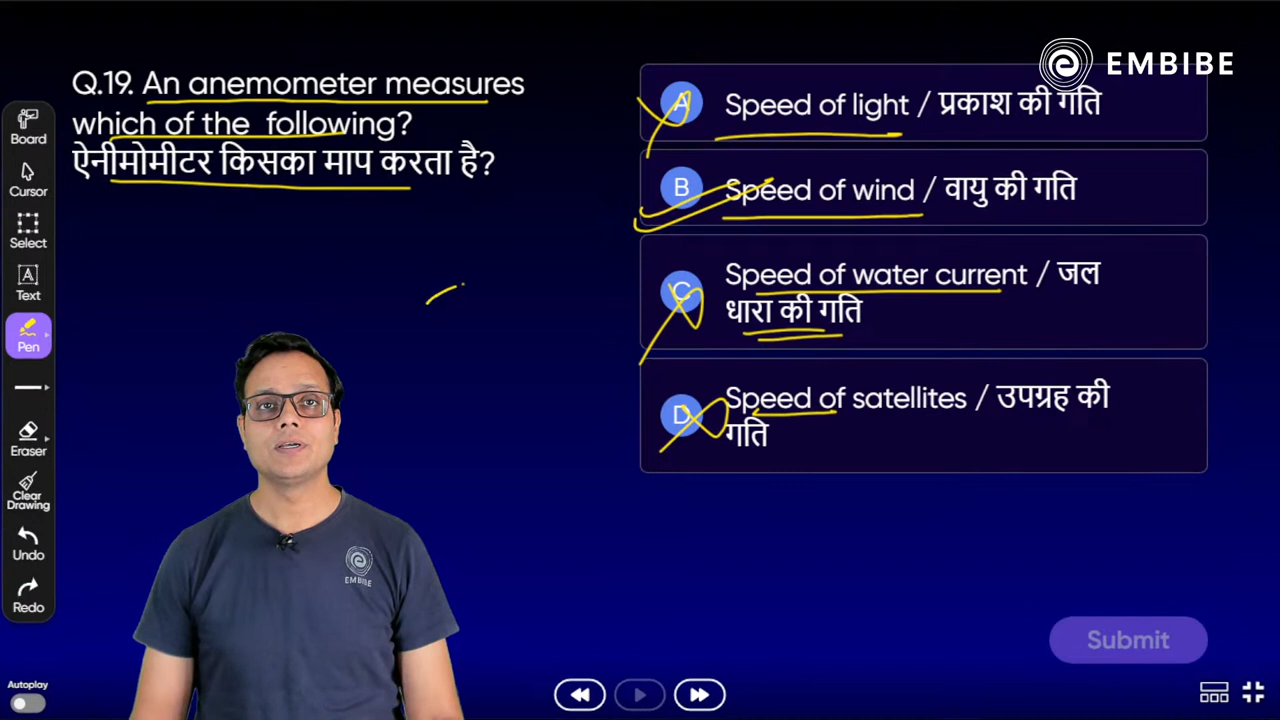 EMBIBE
Q.19. An anemometer measures
which of the following?
ऐनीमोमीटर किसका माप करता है?
A Speed of light / प्रकाश की गति
B Speed of wind / वायु की गति
C Speed of water current / जल
धारा की गति
D Speed of satellites / उपग्रह की
गति
Board
Cursor
Select
A
Text
Pen
Eraser
Clear
Drawing
Undo
Redo
Autoplay
EMBIBE
Submit